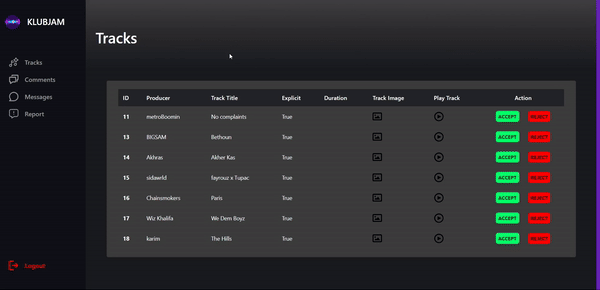 KLUBJAM
Tracks
Comments
Messages
Report
Logout
Tracks
ID Producer Track Title Explicit Duration Track Image Play Track Action
11 metroBoomin No complaints True ACCEPT REJECT
13 BIGSAM Bethoun True ACCEPT REJECT
14 Akhras Akher Kas True ACCEPT REJECT
15 sidawrld fayrouz x Tupac True ACCEPT REJECT
16 Chainsmokers Paris True ACCEPT REJECT
17 Wiz Khalifa We Dem Boyz True ACCEPT REJECT
18 karim The Hills True ACCEPT REJECT